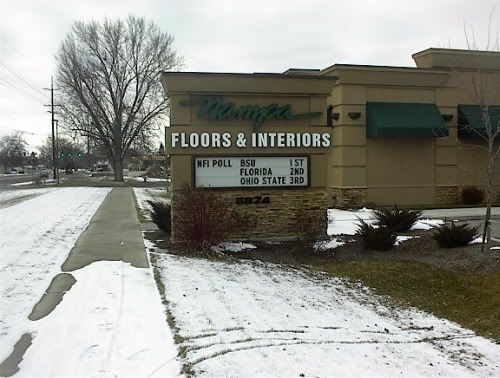 Nampa
FLOORS & INTERIORS
NFI POLL BSU 1ST
FLORIDA 2ND
OHIO STATE 3RD
5824